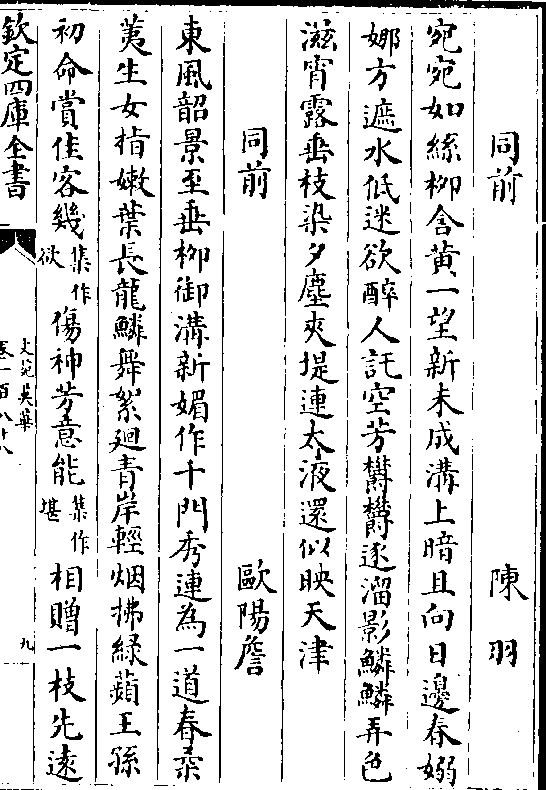 同前　陳羽
宛宛如絲柳含黄一望新未成溝上暗且向日邊春嫋
娜方遮水低迷欲醉人託空芳欝欝逐溜影鱗鱗弄色
滋宵露垂枝染夕塵夾堤連太液還似映天津
同前　歐陽詹
東風韶景至垂柳御溝新媚作千門秀連為一道春柔
荑生女指嫩葉長龍鱗舞絮廻青岸輕烟拂緑蘋王孫
初命賞佳客幾集作欲傷神芳意能集作堪相贈一枝先遠
欽定四庫全書
文苑英華
卷一百八十八
九